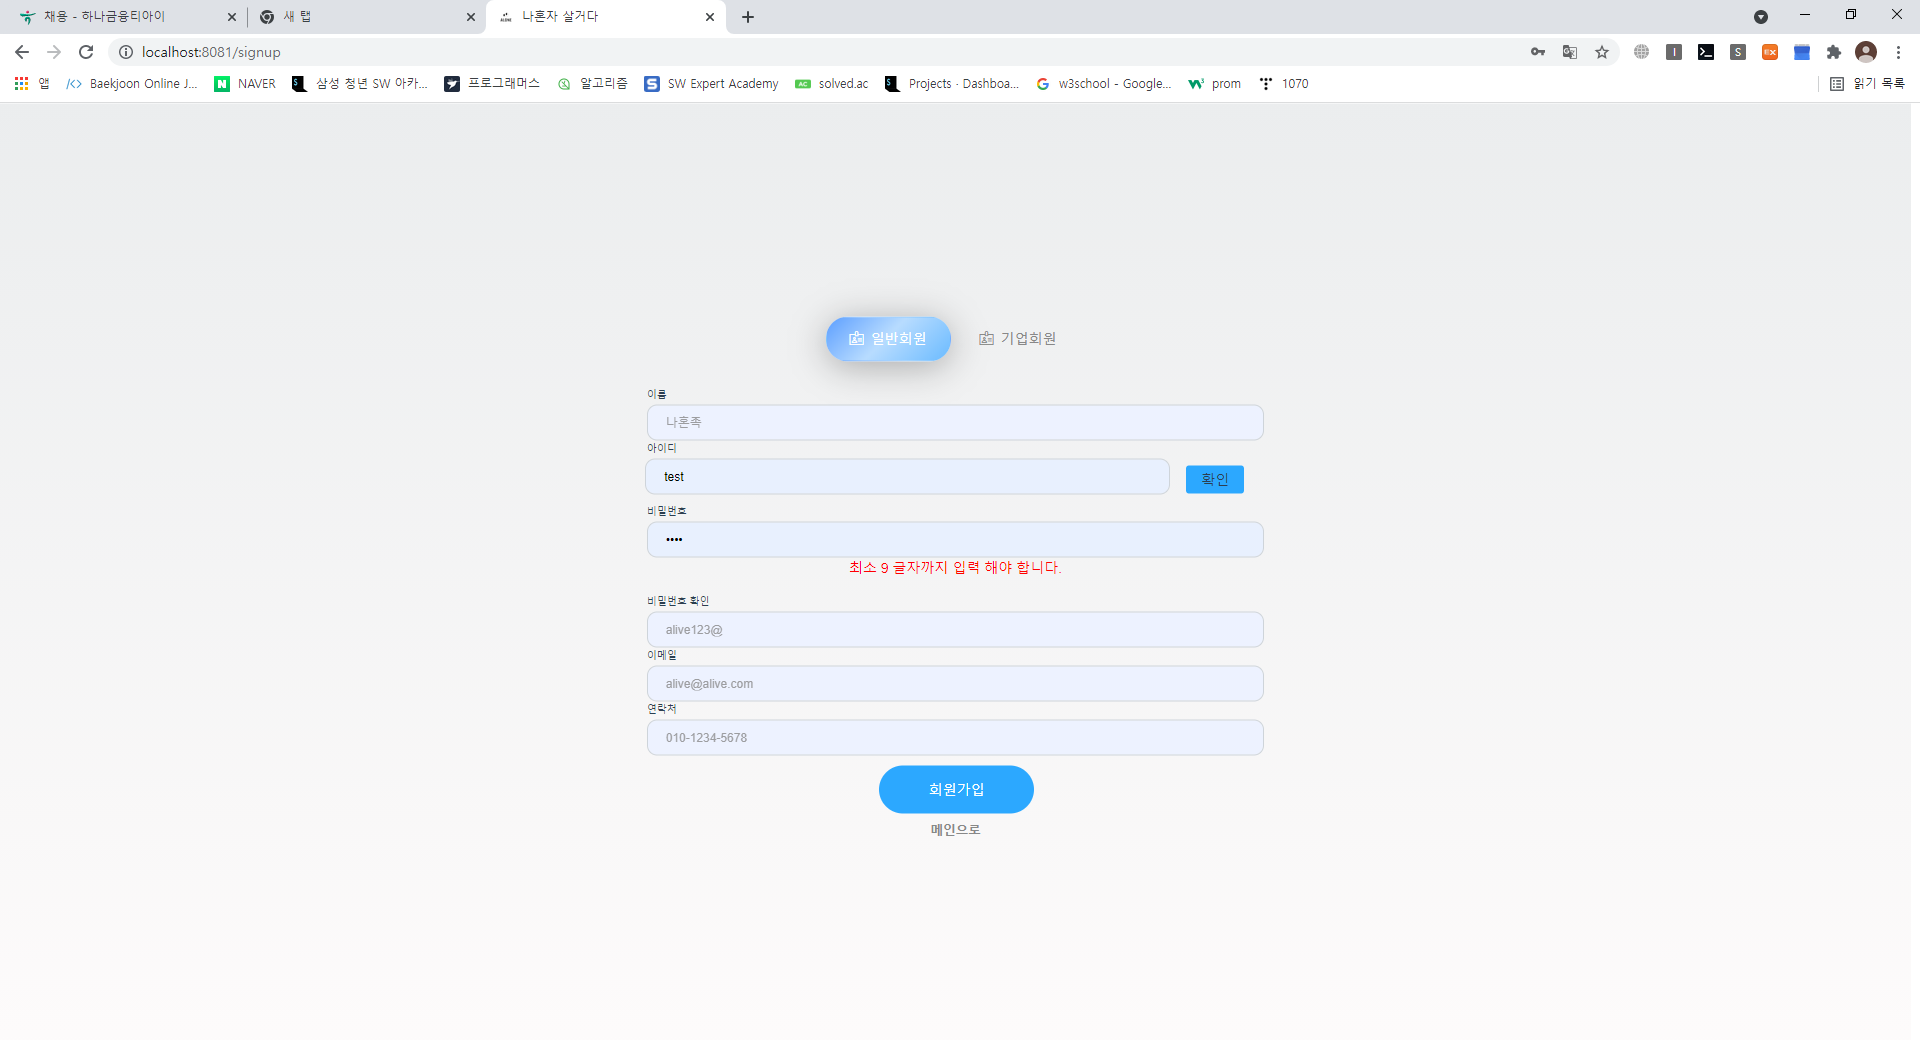 채용 - 하나금융티아이
새 탭
나혼자 살거다
localhost:8081/signup
앱
Baekjoon Online J...
NAVER
삼성 청년 SW 아카...
프로그래머스
알고리즘
SW Expert Academy
solved.ac
Projects · Dashboa...
w3school - Google...
prom
1070
읽기 목록
일반회원
기업회원
이름
나혼족
아이디
test
확인
비밀번호
••••
최소 9 글자까지 입력 해야 합니다.
비밀번호 확인
alive123@
이메일
alive@alive.com
연락처
010-1234-5678
회원가입
메인으로